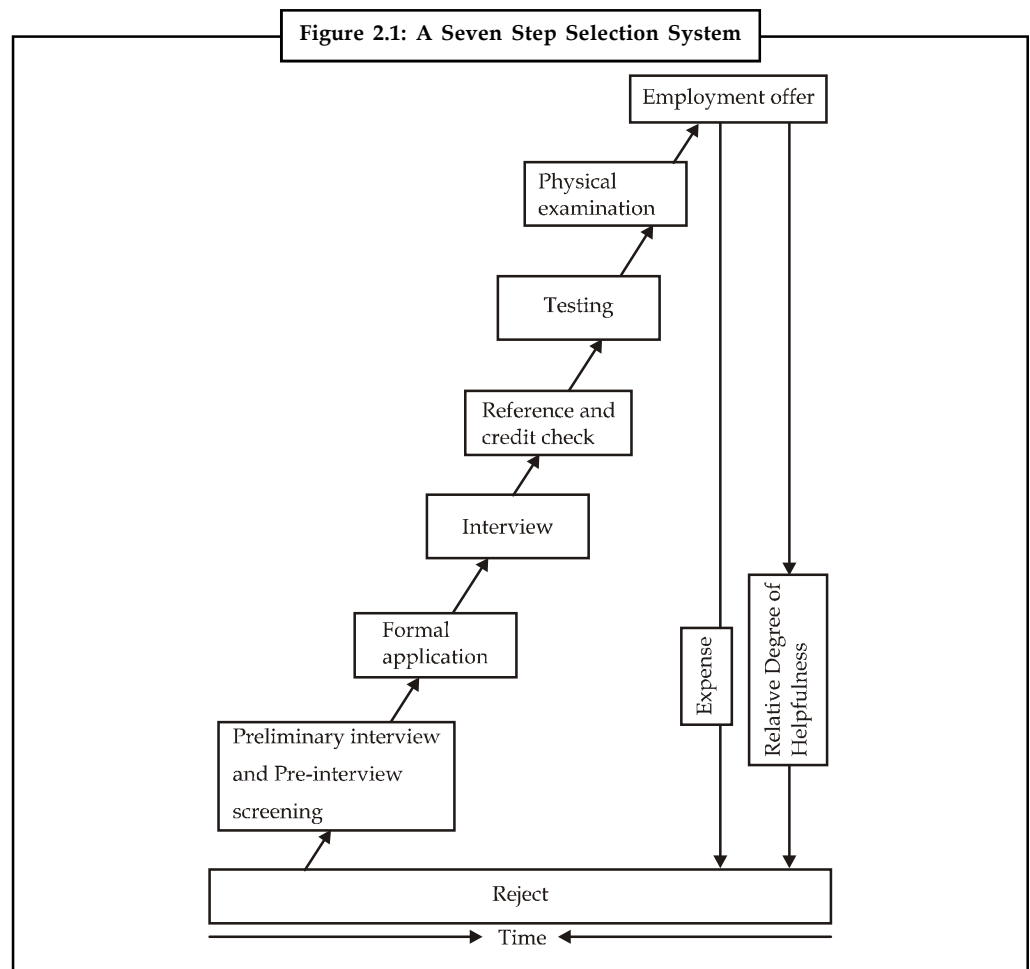 Figure 2.1: A Seven Step Selection System
Employment offer
Physical
examination
Testing
Reference and
credit check
Interview
Formal
application
Preliminary interview
and Pre-interview
screening
Expense
Relative Degree of
Helpfulness
Reject
Time